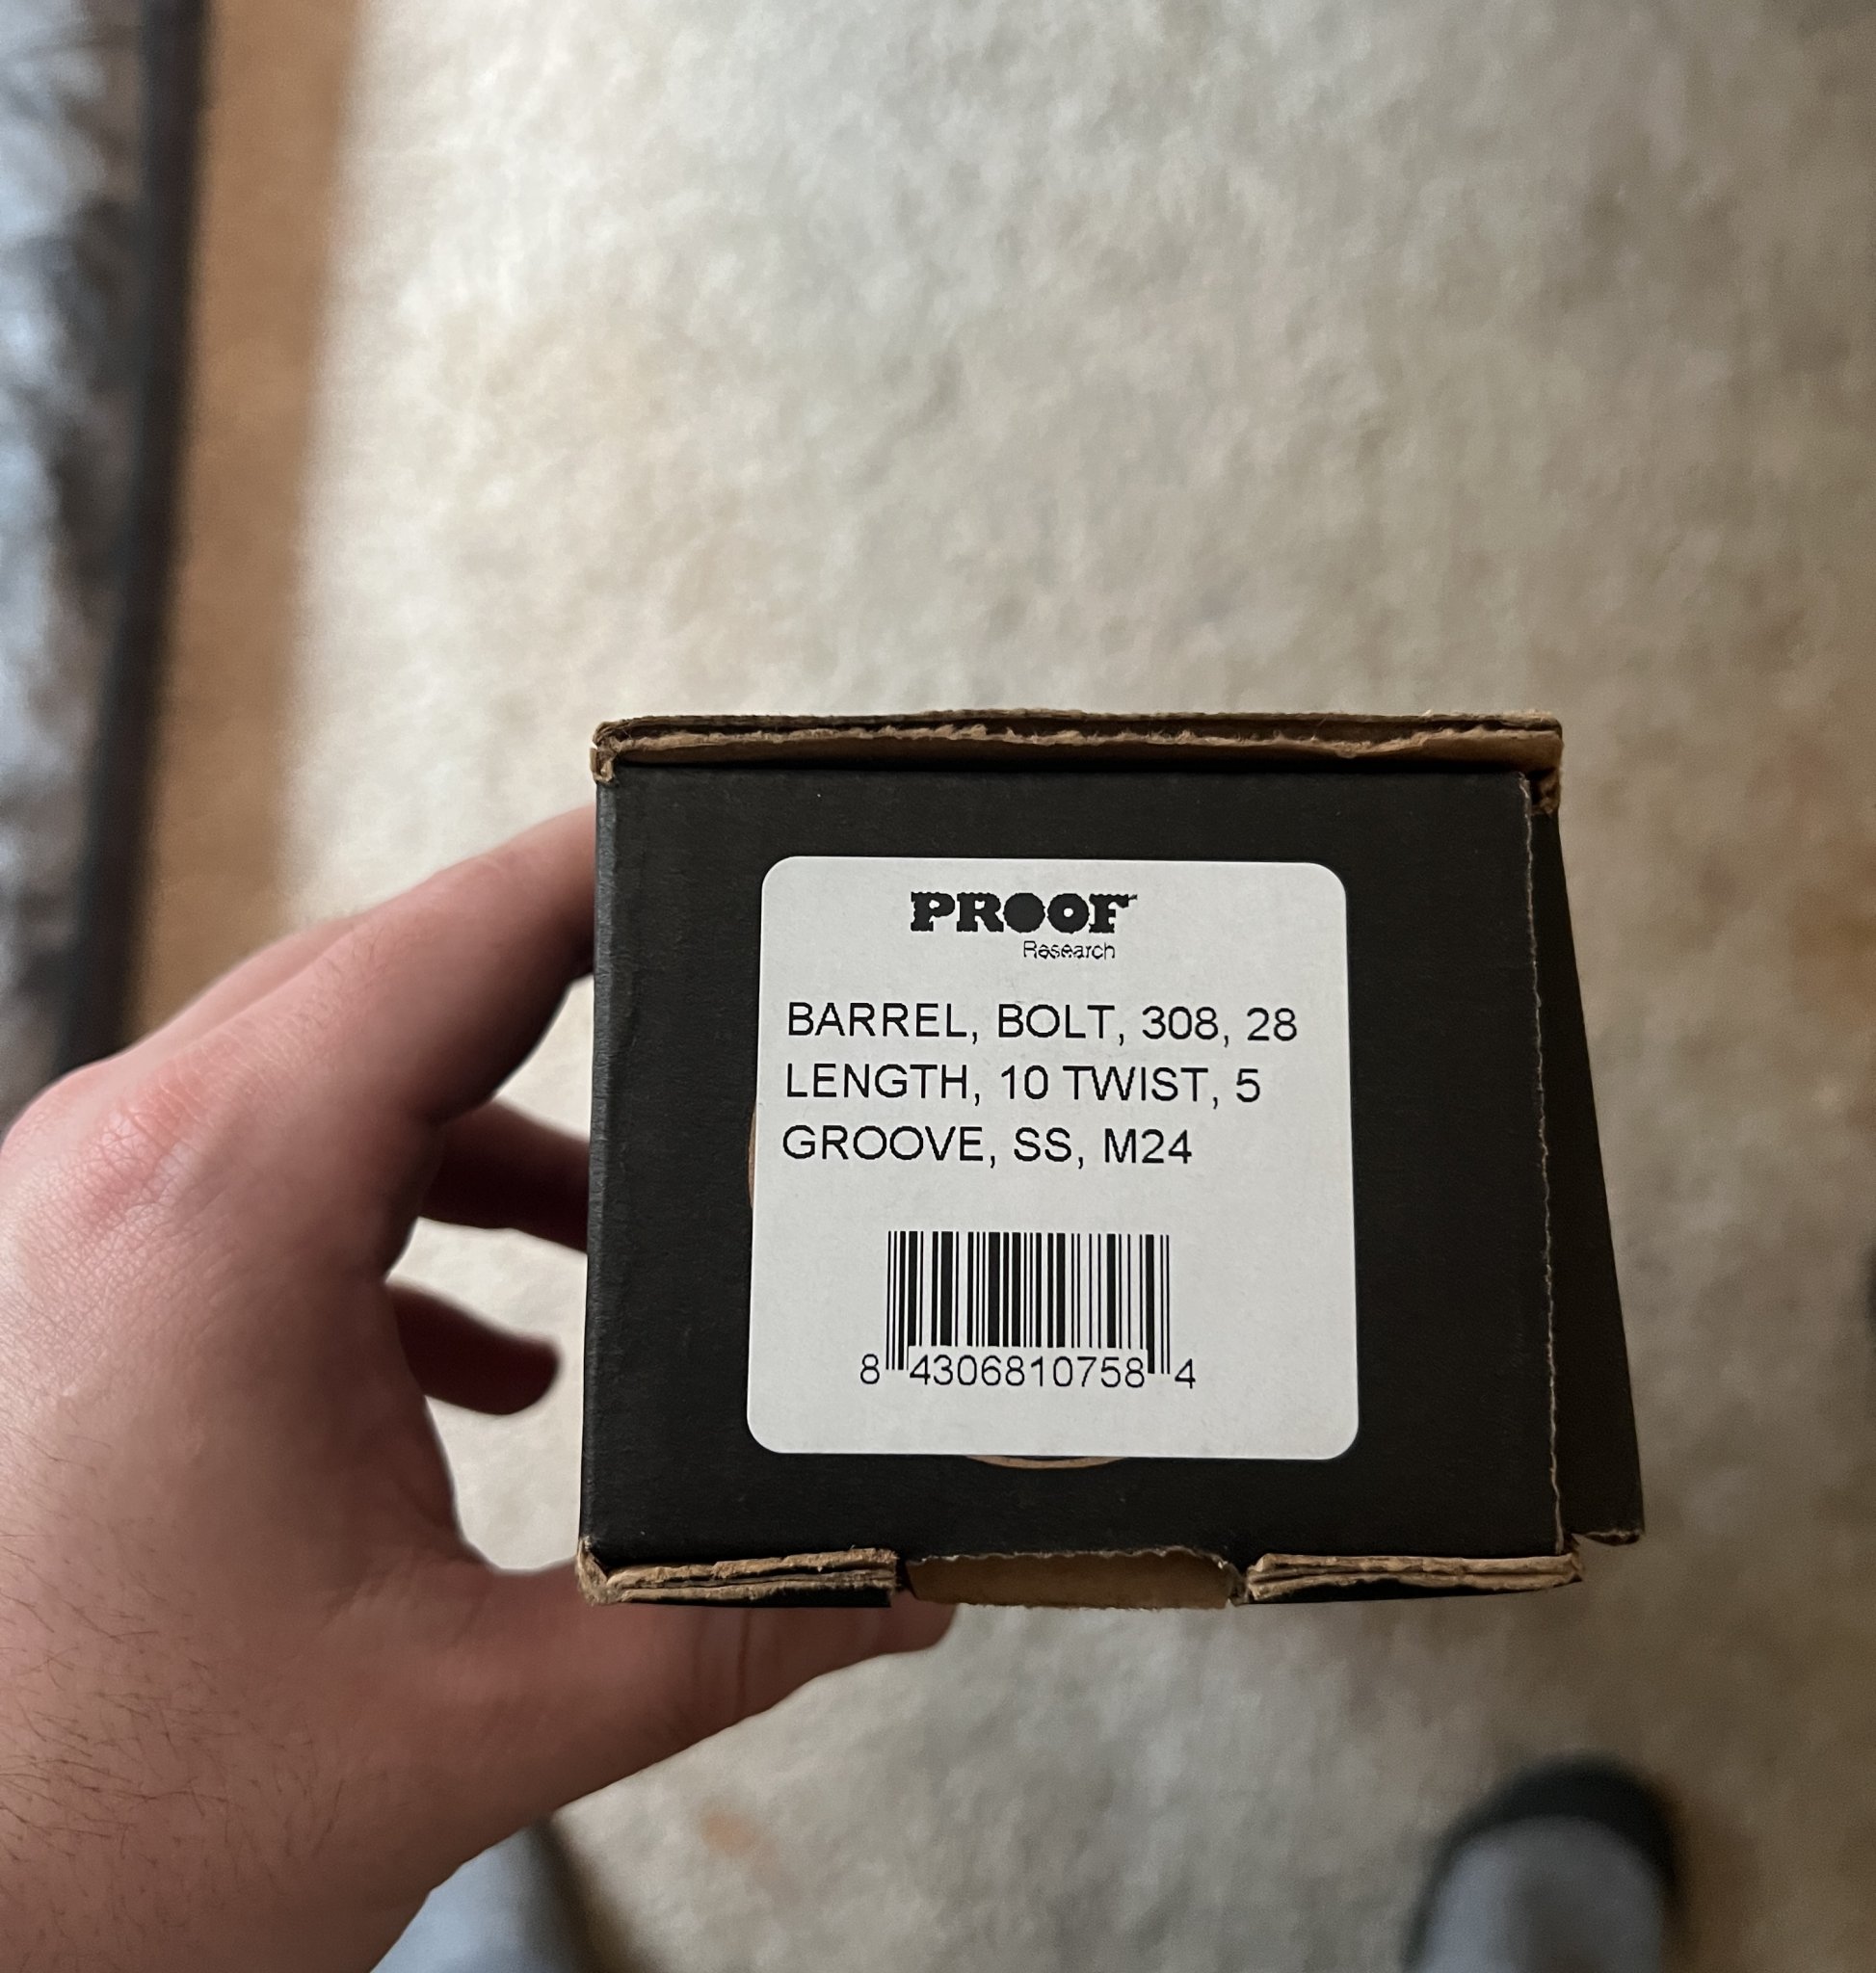 PROOF
Research
BARREL, BOLT, 308, 28
LENGTH, 10 TWIST, 5
GROOVE, SS, M24
8 4306810758 4